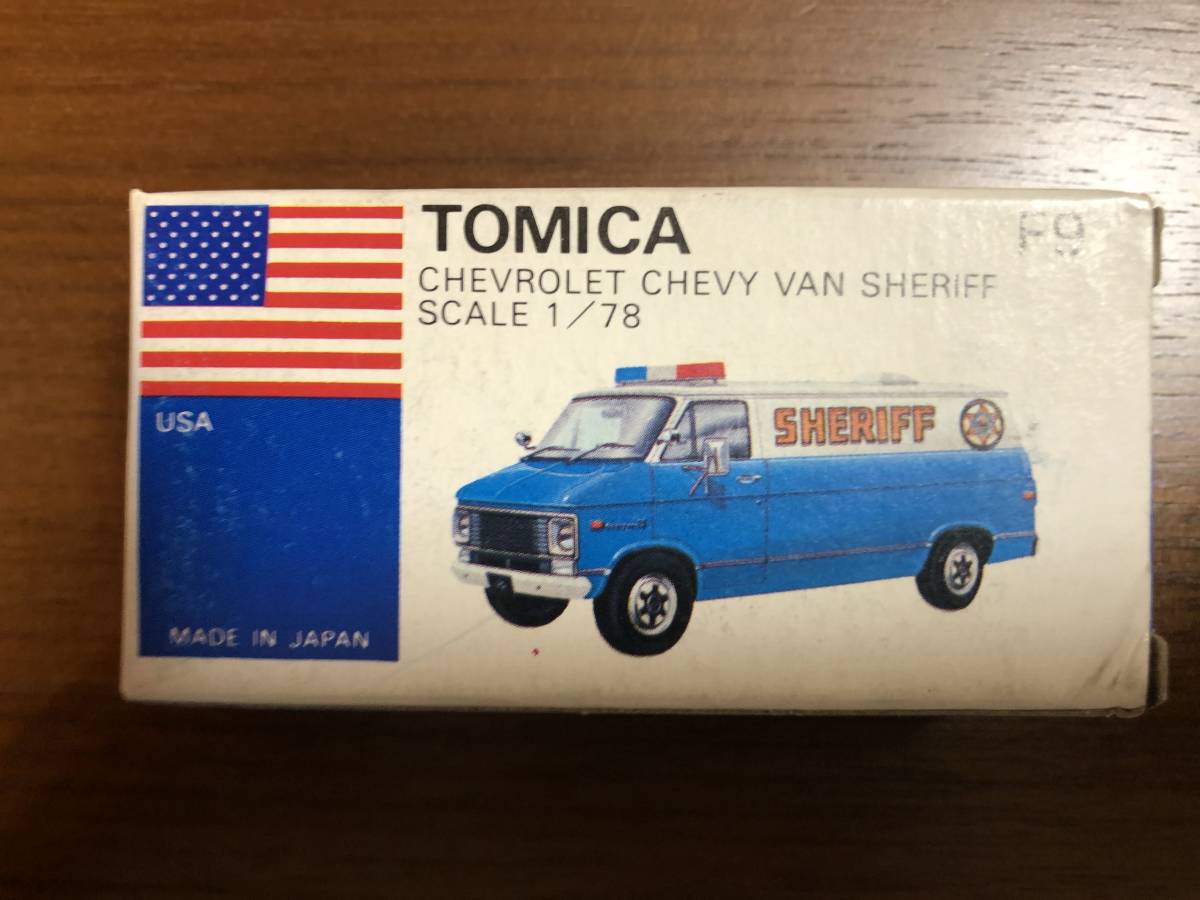 TOMICA
F9
CHEVROLET CHEVY VAN SHERIFF
SCALE 1/78
USA
SHERIFF
MADE IN JAPAN